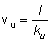 v_u = l / k_u